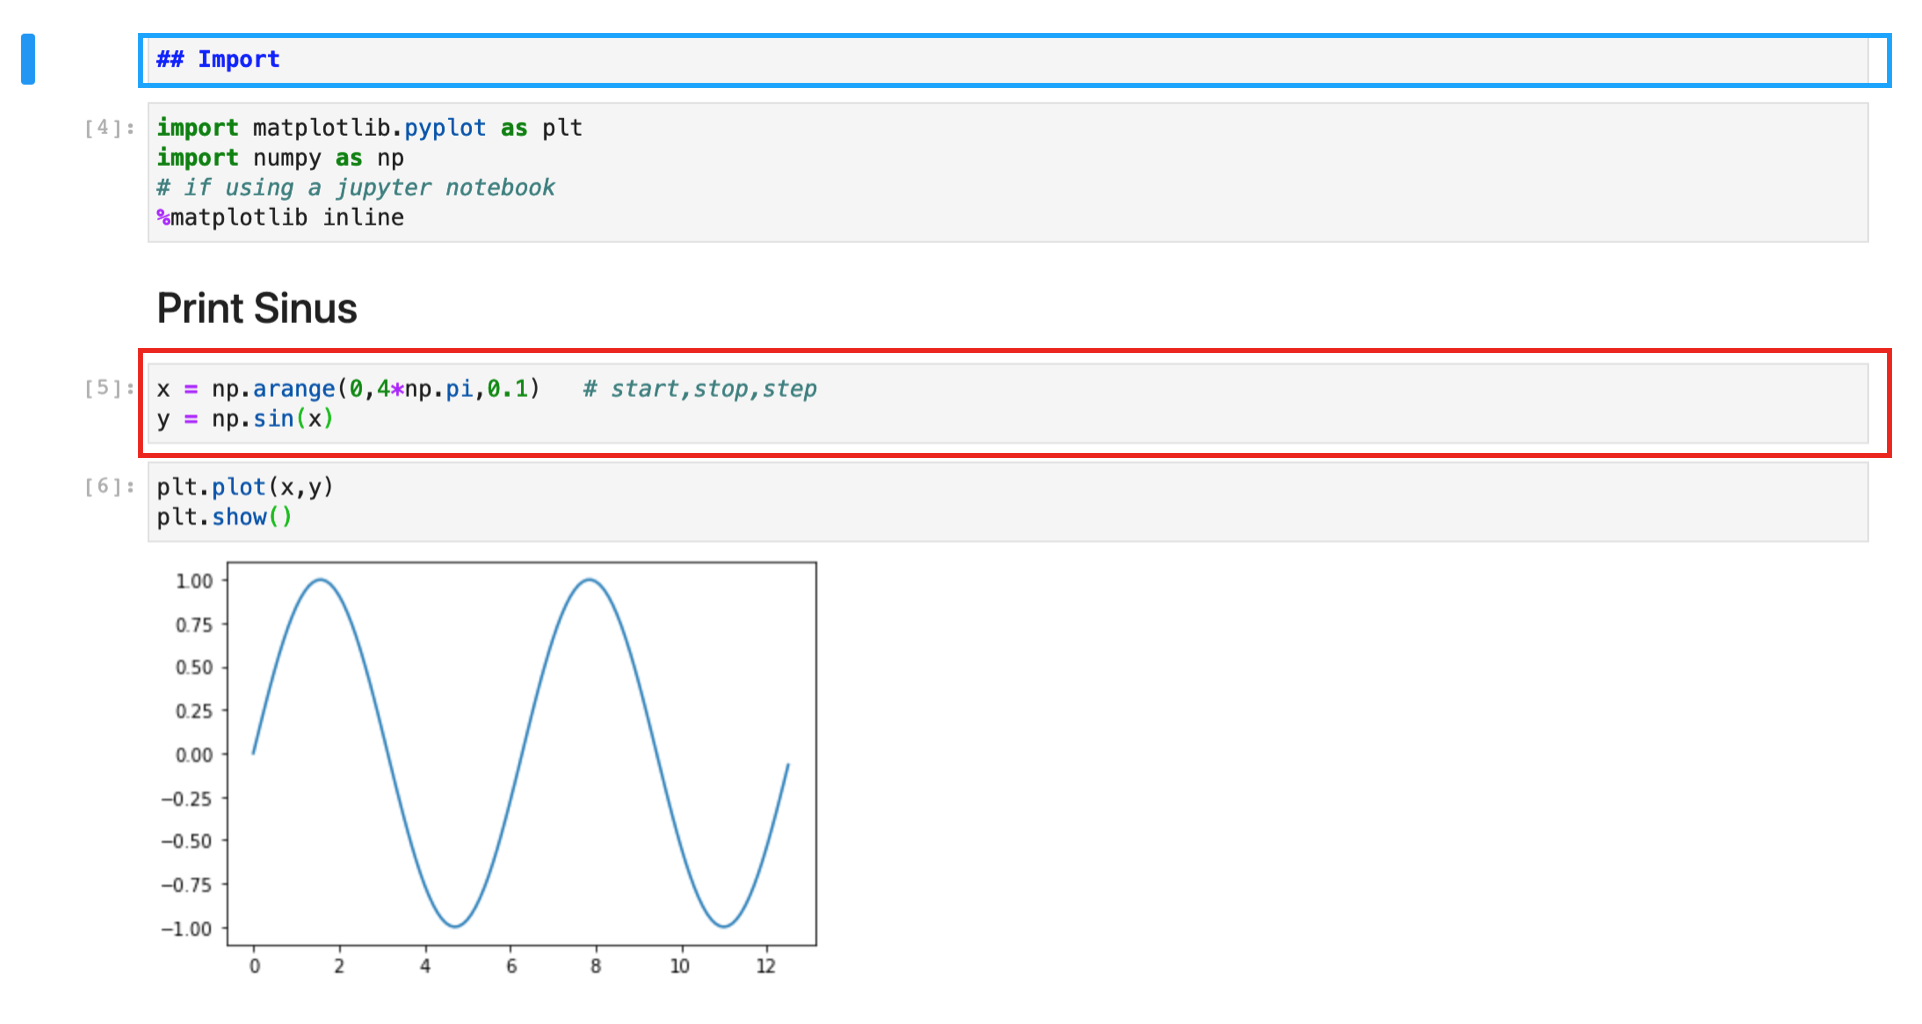 ## Import
[4]:
import matplotlib.pyplot as plt
import numpy as np
# if using a jupyter notebook
%matplotlib inline
Print Sinus
[5]:
x = np.arange(0,4*np.pi,0.1)   # start,stop,step
y = np.sin(x)
[6]:
plt.plot(x,y)
plt.show()
1.00
0.75
0.50
0.25
0.00
−0.25
−0.50
−0.75
−1.00
0 2 4 6 8 10 12